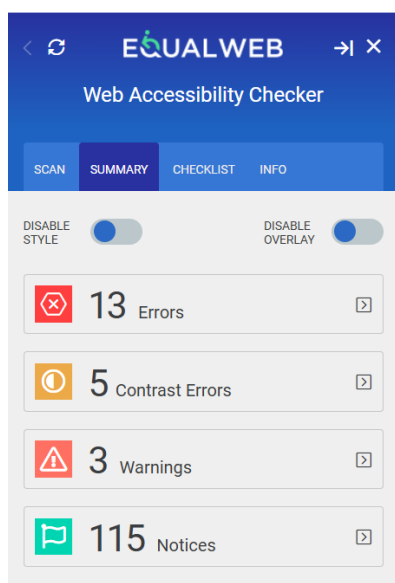 EQUALWEB
Web Accessibility Checker
SCAN SUMMARY CHECKLIST INFO
DISABLE STYLE
DISABLE OVERLAY
13 Errors
5 Contrast Errors
3 Warnings
115 Notices